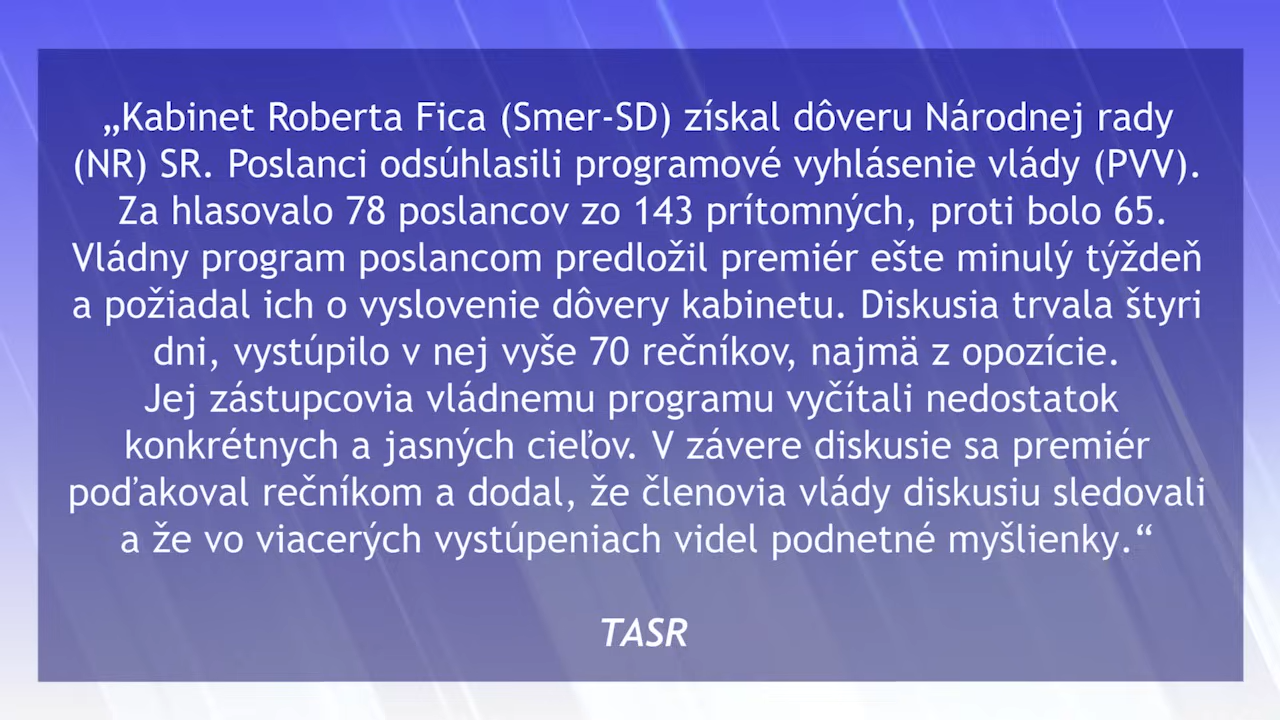 „Kabinet Roberta Fica (Smer-SD) získal dôveru Národnej rady
(NR) SR. Poslanci odsúhlasili programové vyhlásenie vlády (PVV).
Za hlasovalo 78 poslancov zo 143 prítomných, proti bolo 65.
Vládny program poslancom predložil premiér ešte minulý týždeň
a požiadal ich o vyslovenie dôvery kabinetu. Diskusia trvala štyri
dni, vystúpilo v nej vyše 70 rečníkov, najmä z opozície.
Jej zástupcovia vládnemu programu vyčítali nedostatok
konkrétnych a jasných cieľov. V závere diskusie sa premiér
poďakoval rečníkom a dodal, že členovia vlády diskusiu sledovali
a že vo viacerých vystúpeniach videl podnetné myšlienky.“
TASR